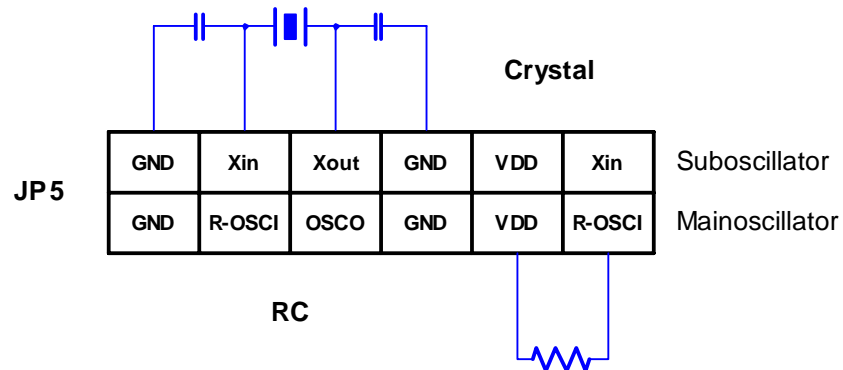 Crystal
GND Xin Xout GND VDD Xin Suboscillator
JP5
GND R-OSCI OSCO GND VDD R-OSCI Mainoscillator
RC